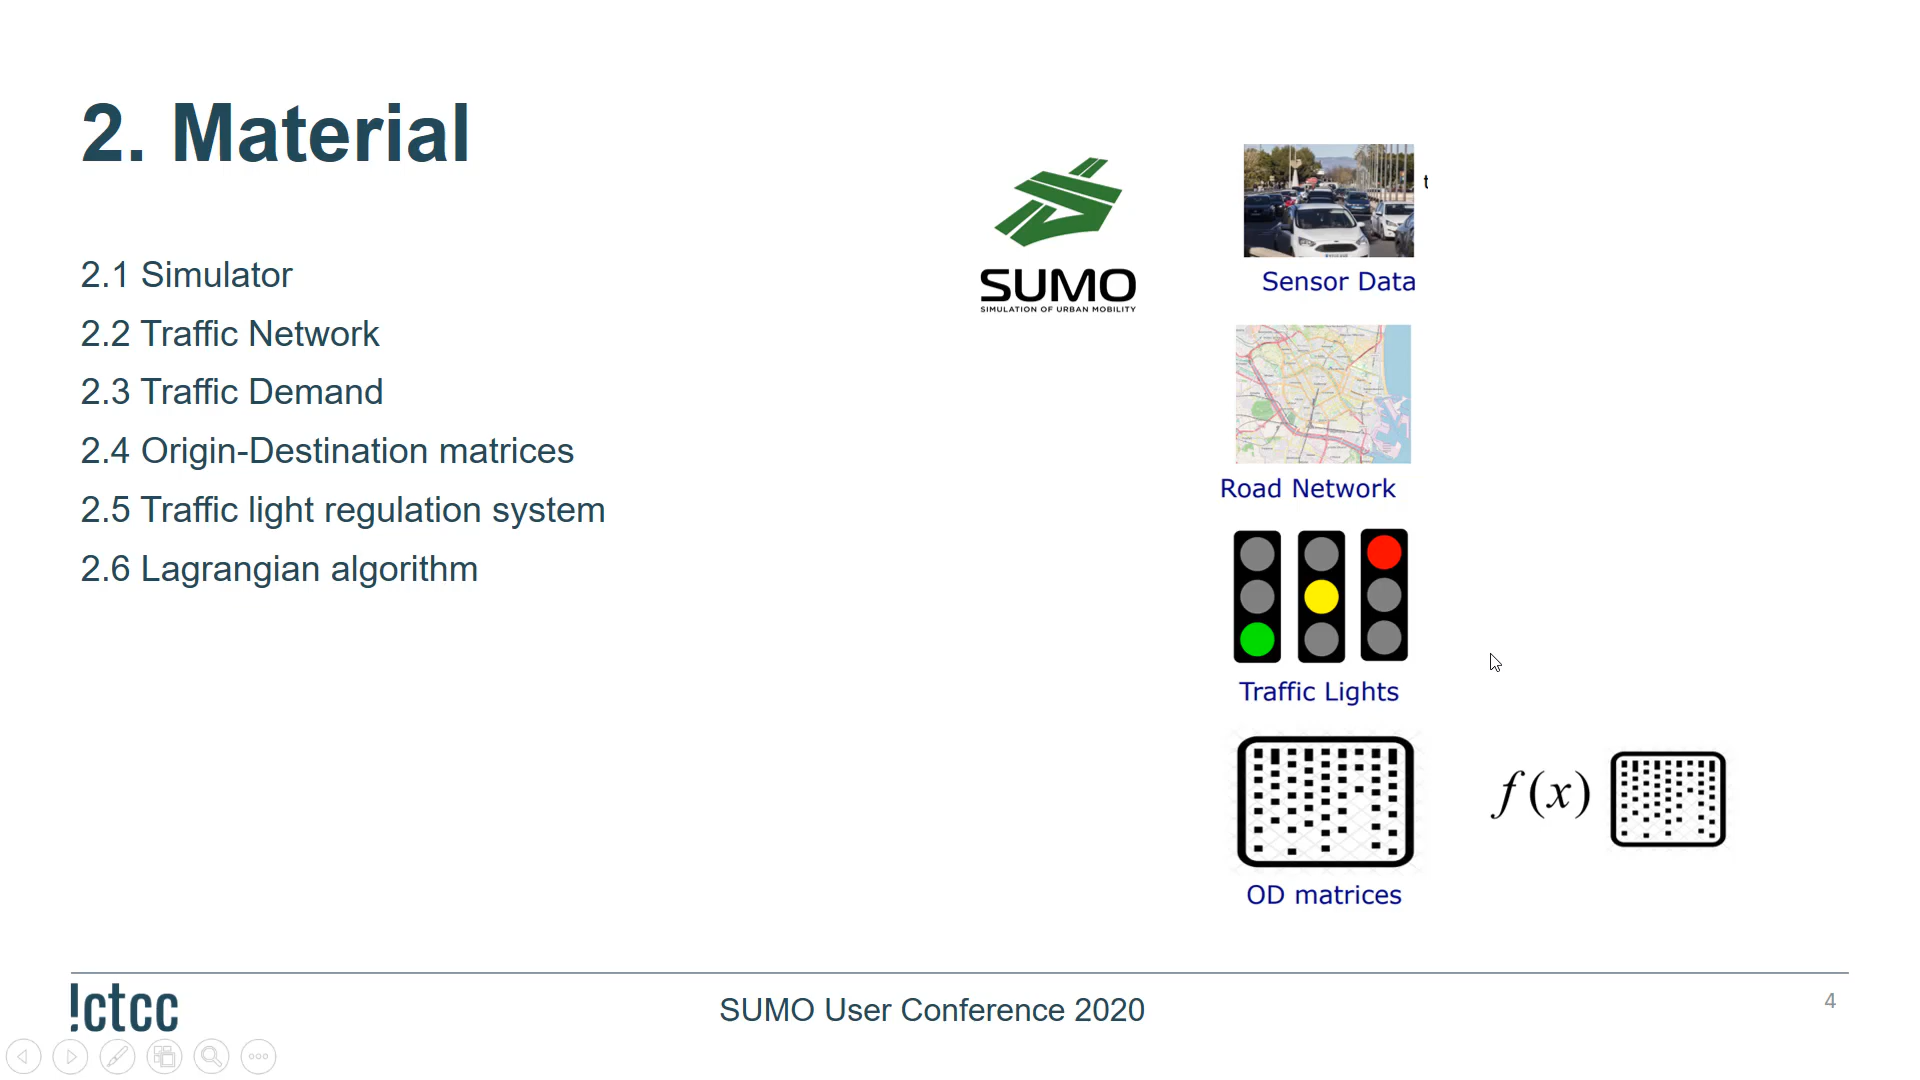 2. Material
2.1 Simulator
2.2 Traffic Network
2.3 Traffic Demand
2.4 Origin-Destination matrices
2.5 Traffic light regulation system
2.6 Lagrangian algorithm
SUMO
SIMULATION OF URBAN MOBILITY
t
Sensor Data
Road Network
Traffic Lights
f(x)
OD matrices
!ctcc
SUMO User Conference 2020
4